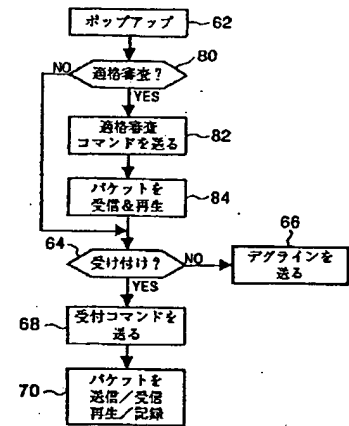 ポップアップ
62
80
NO
適格審査?
YES
適格審査
コマンドを送る
82
パケットを
受信&再生
84
64
受け付け?
NO
66
デグラインを
送る
YES
68
受付コマンドを
送る
70
パケットを
送信/受信
再生/記録